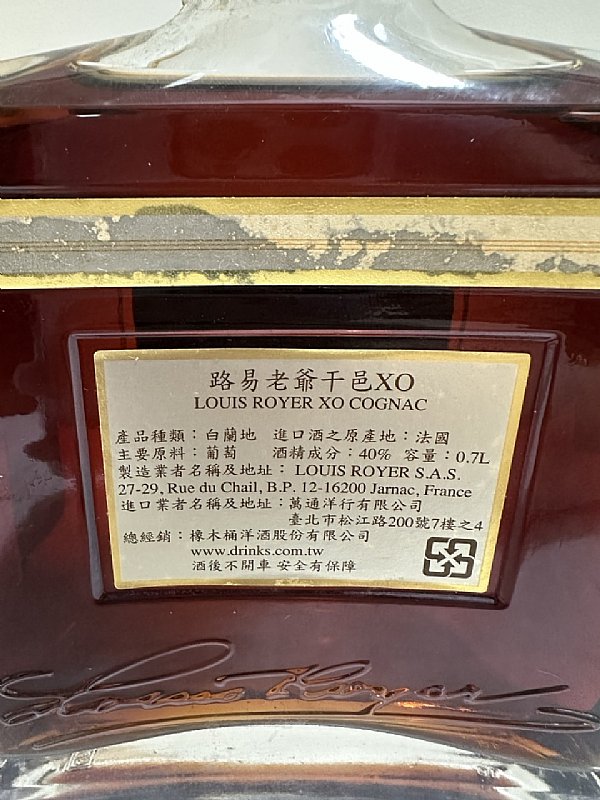 路易老爺干邑XO
LOUIS ROYER XO COGNAC
產品種類：白蘭地 進口酒之原產地：法國
主要原料：葡萄 酒精成分：40% 容量：0.7L
製造業者名稱及地址： LOUIS ROYER S.A.S.
27-29, Rue du Chail, B.P. 12-16200 Jarnac, France
進口業者名稱及地址：萬通洋行有限公司
臺北市松江路200號7樓之4
總經銷：橡木桶洋酒股份有限公司
www.drinks.com.tw
酒後不開車 安全有保障
Louis Royer